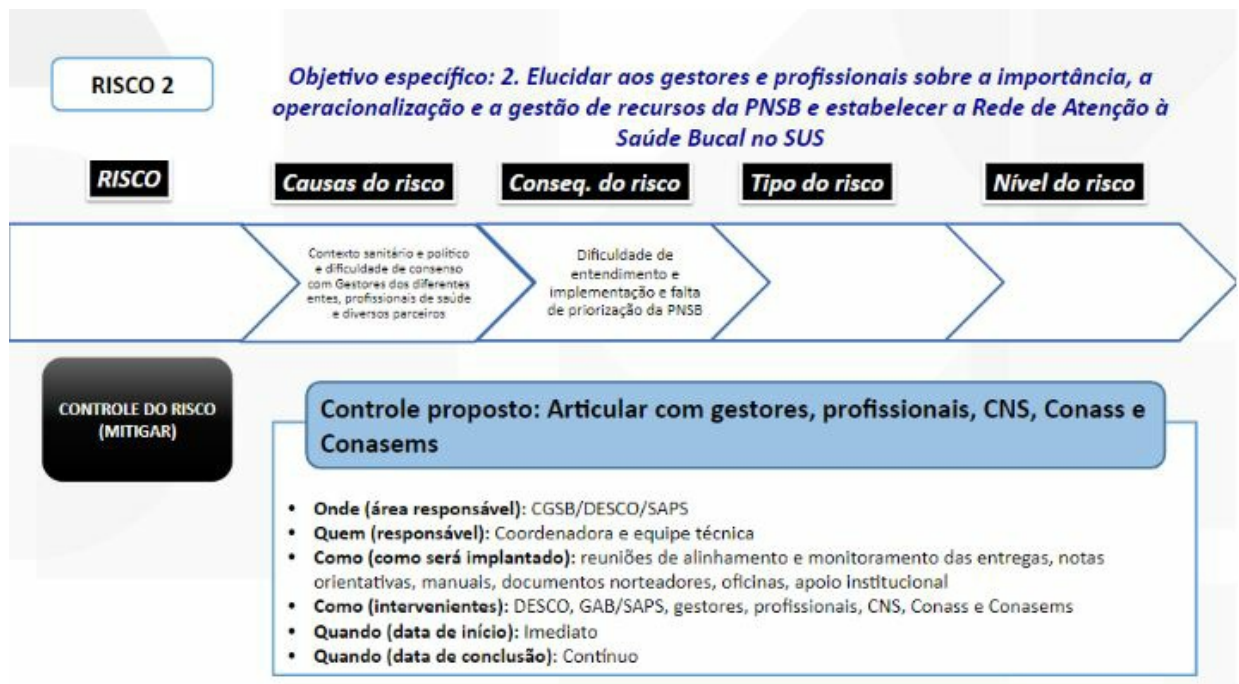 RISCO 2
Objetivo específico: 2. Elucidar aos gestores e profissionais sobre a importância, a
operacionalização e a gestão de recursos da PNSB e estabelecer a Rede de Atenção à
Saúde Bucal no SUS
RISCO
Causas do risco
Conseq. do risco
Tipo do risco
Nível do risco
Contexto sanitário e político
e dificuldade de consenso
com Gestores dos diferentes
entes, profissionais de saúde
e diversos parceiros
Dificuldade de
entendimento e
implementação e falta
de priorização da PNSB
CONTROLE DO RISCO
(MITIGAR)
Controle proposto: Articular com gestores, profissionais, CNS, Conass e
Conasems
• Onde (área responsável): CGSB/DESCO/SAPS
• Quem (responsável): Coordenadora e equipe técnica
• Como (como será implantado): reuniões de alinhamento e monitoramento das entregas, notas
orientativas, manuais, documentos norteadores, oficinas, apoio institucional
• Como (intervenientes): DESCO, GAB/SAPS, gestores, profissionais, CNS, Conass e Conasems
• Quando (data de início): Imediato
• Quando (data de conclusão): Contínuo